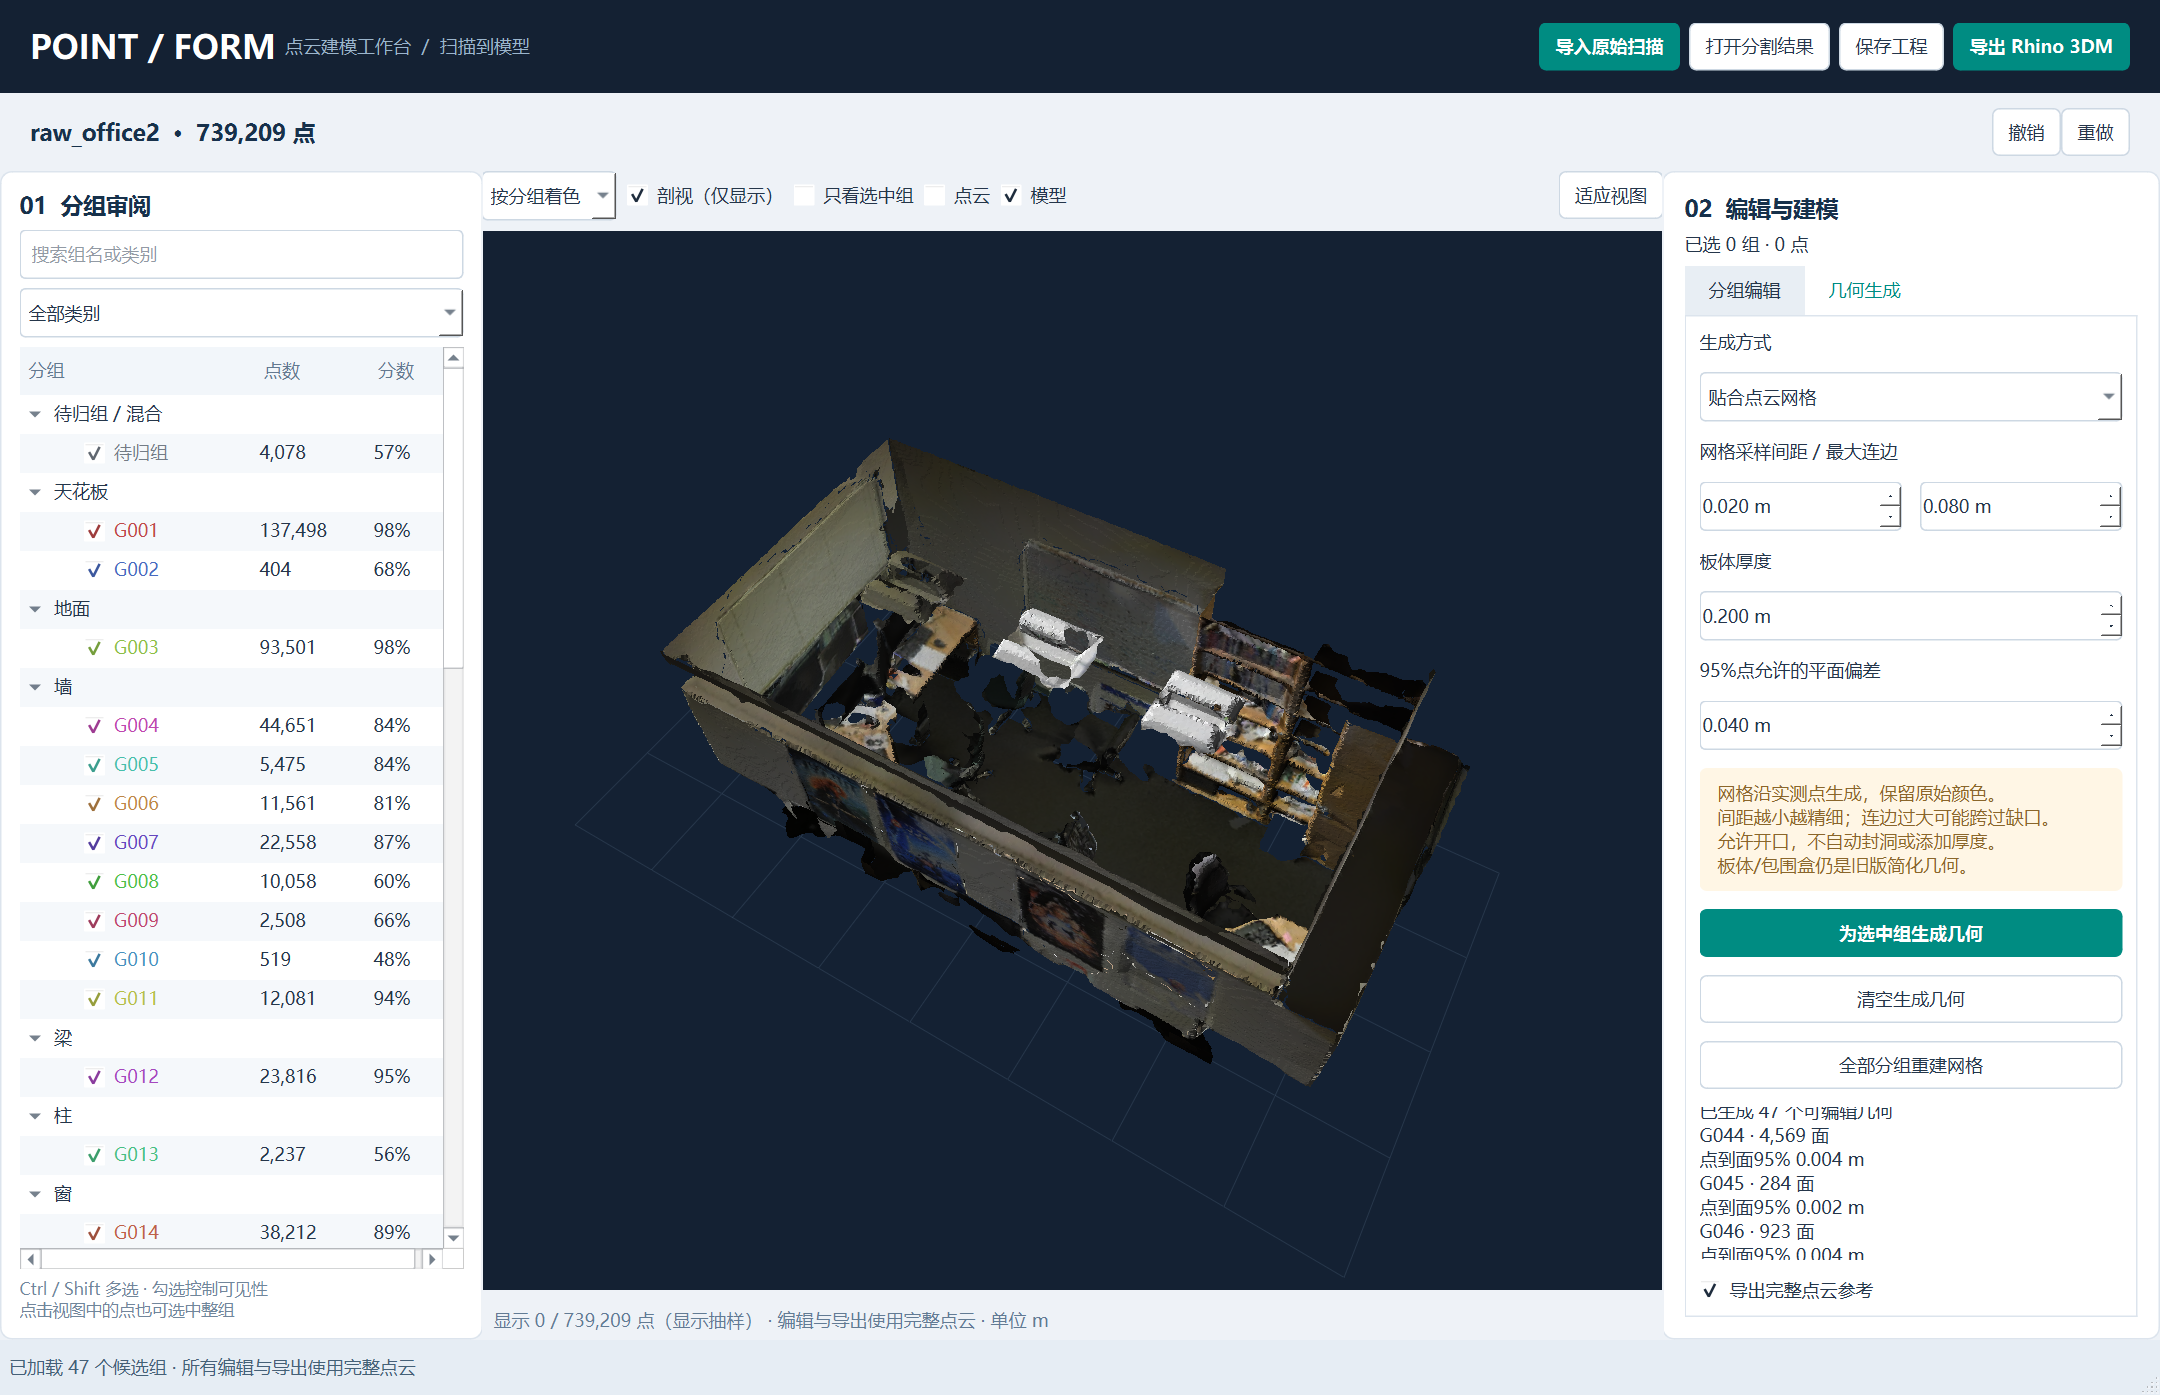 POINT / FORM 点云建模工作台 / 扫描到模型
导入原始扫描 打开分割结果 保存工程 导出 Rhino 3DM
raw_office2 • 739,209 点
撤销 重做
01 分组审阅
搜索组名或类别
全部类别
分组 点数 分数
待归组 / 混合
待归组 4,078 57%
天花板
G001 137,498 98%
G002 404 68%
地面
G003 93,501 98%
墙
G004 44,651 84%
G005 5,475 84%
G006 11,561 81%
G007 22,558 87%
G008 10,058 60%
G009 2,508 66%
G010 519 48%
G011 12,081 94%
梁
G012 23,816 95%
柱
G013 2,237 56%
窗
G014 38,212 89%
Ctrl / Shift 多选 · 勾选控制可见性
点击视图中的点也可选中整组
按分组着色 剖视（仅显示） 只看选中组 点云 模型
适应视图
显示 0 / 739,209 点（显示抽样） · 编辑与导出使用完整点云 · 单位 m
02 编辑与建模
已选 0 组 · 0 点
分组编辑 几何生成
生成方式
贴合点云网格
网格采样间距 / 最大连边
0.020 m 0.080 m
板体厚度
0.200 m
95%点允许的平面偏差
0.040 m
网格沿实测点生成，保留原始颜色。
间距越小越精细；连边过大可能跨过缺口。
允许开口，不自动封洞或添加厚度。
板体/包围盒仍是旧版简化几何。
为选中组生成几何
清空生成几何
全部分组重建网格
已生成 47 个可编辑几何
G044 · 4,569 面
点到面95% 0.004 m
G045 · 284 面
点到面95% 0.002 m
G046 · 923 面
点到面95% 0.004 m
导出完整点云参考
已加载 47 个候选组 · 所有编辑与导出使用完整点云